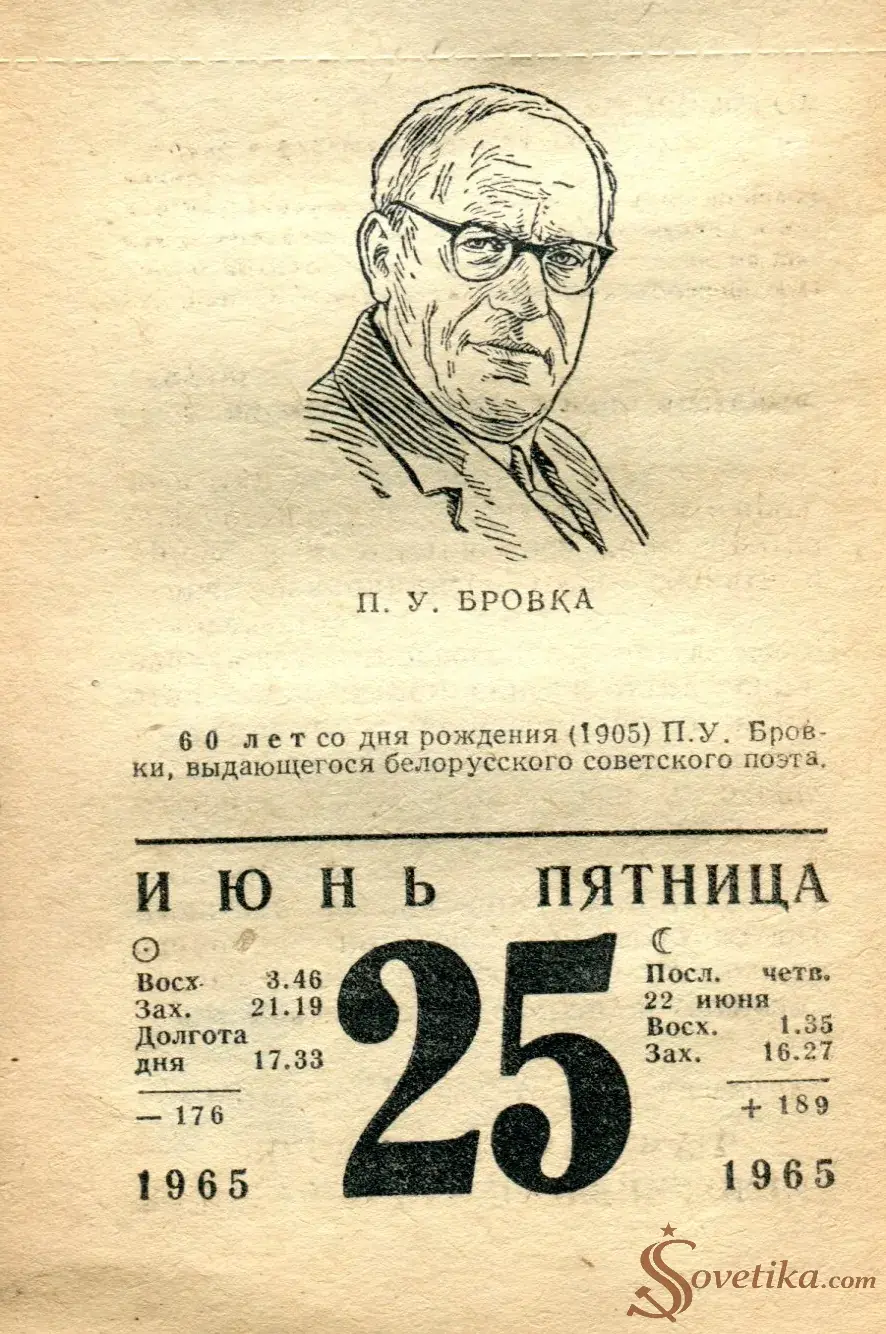 П. У. БРОВКА
60 лет со дня рождения (1905) П.У. Бров-
ки, выдающегося белорусского советского поэта.
ИЮНЬ ПЯТНИЦА
25
Восх. 3.46
Зах. 21.19
Долгота
дня 17.33
— 176
1965
Посл. четв.
22 июня
Восх. 1.35
Зах. 16.27
+ 189
1965
Sovetika.com